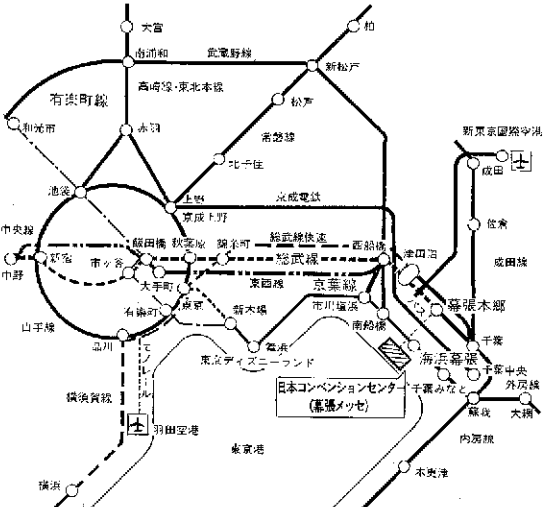 大宮
柏
南浦和
武蔵野線
新松戸
高崎線・東北本線
有楽町線
松戸
和光市
赤羽
常磐線
新東京国際空港
成田
北千住
池袋
上野
京成電鉄
京成上野
佐倉
中央線
飯田橋
秋葉原
錦糸町
総武線快速
西船橋
津田沼
成田線
新宿
市ヶ谷
総武線
中野
大手町
東西線
京葉線
バス
幕張本郷
東京
有楽町
新木場
市川塩浜
山手線
南船橋
千葉
品川
舞浜
海浜幕張
東京ディズニーランド
モノレール
千葉中央
日本コンベンションセンター
(幕張メッセ)
千葉みなと
外房線
横須賀線
蘇我
大網
羽田空港
内房線
東京港
木更津
横浜